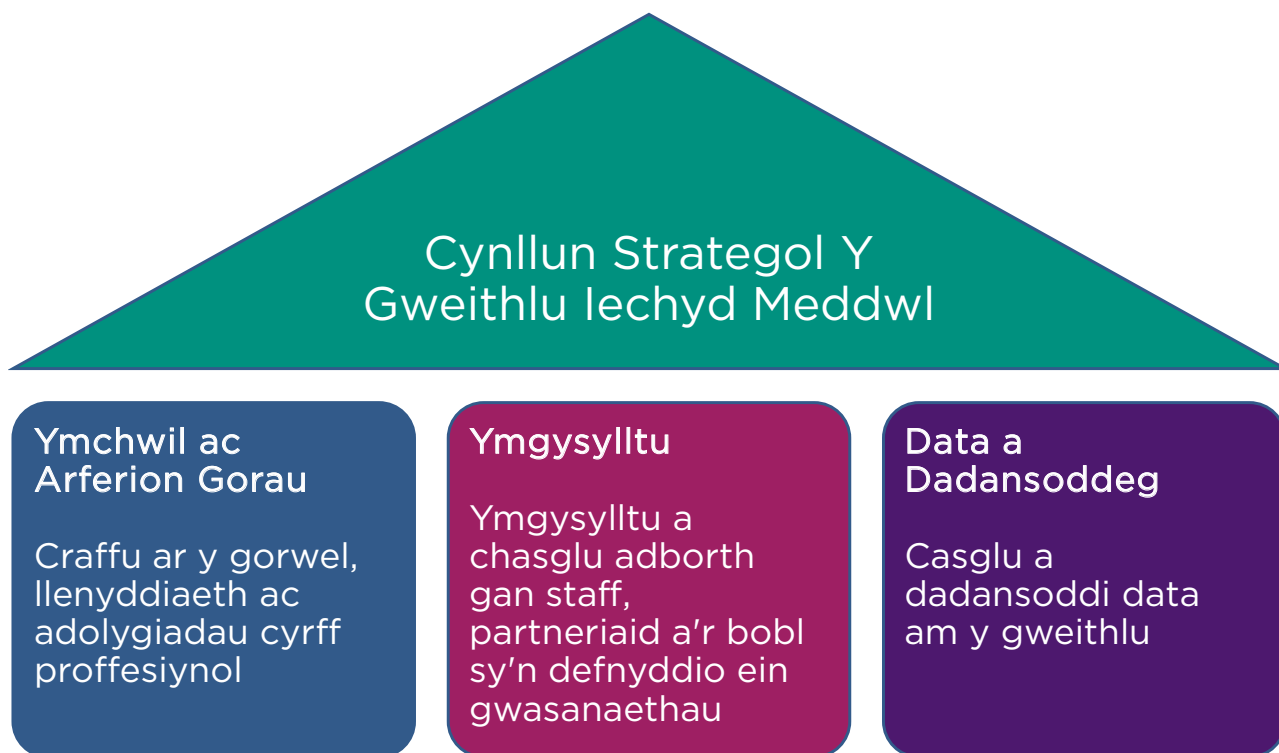 Cynllun Strategol Y
Gweithlu Iechyd Meddwl
Ymchwil ac
Arferion Gorau
Craffu ar y gorwel,
llenyddiaeth ac
adolygiadau cyrff
proffesiynol
Ymgysylltu
Ymgysylltu a
chasglu adborth
gan staff,
partneriaid a'r bobl
sy'n defnyddio ein
gwasanaethau
Data a
Dadansoddeg
Casglu a
dadansoddi data
am y gweithlu